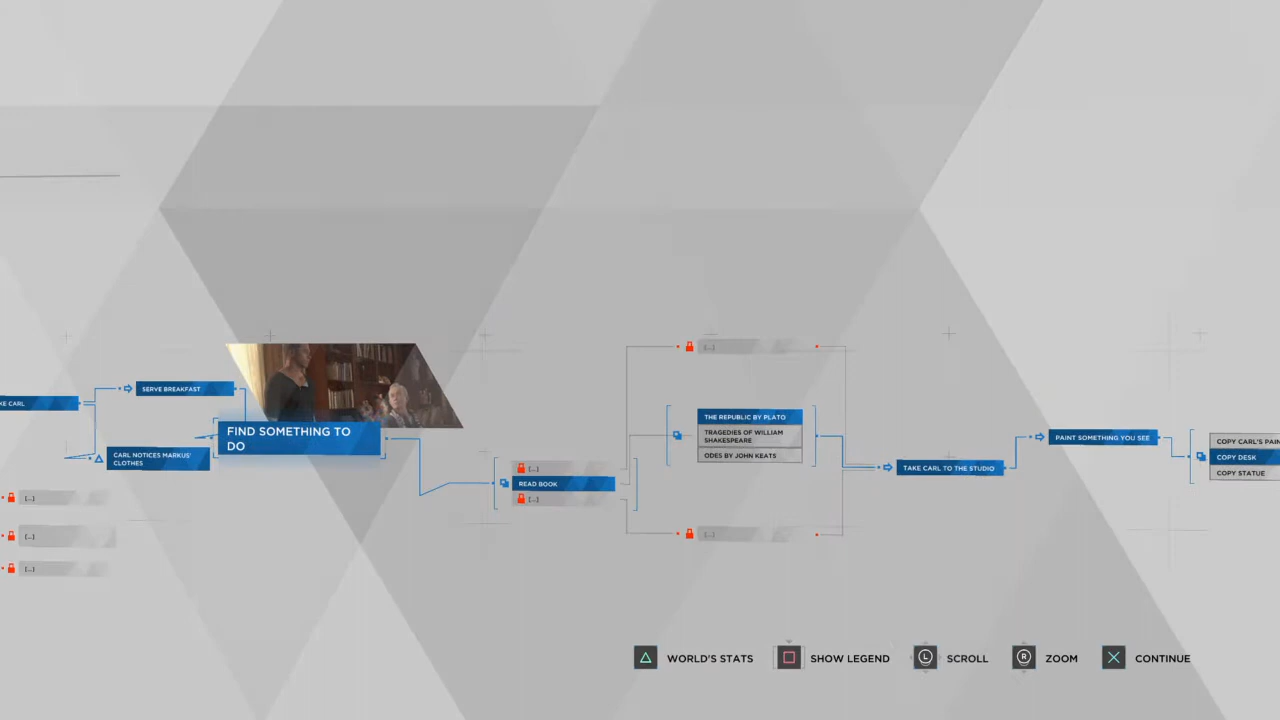 KE CARL
SERVE BREAKFAST
CARL NOTICES MARKUS'
CLOTHES
[...]
[...]
[...]
FIND SOMETHING TO
DO
[...]
READ BOOK
[...]
[...]
THE REPUBLIC BY PLATO
TRAGEDIES OF WILLIAM
SHAKESPEARE
ODES BY JOHN KEATS
[...]
TAKE CARL TO THE STUDIO
PAINT SOMETHING YOU SEE
COPY CARL'S PAIN
COPY DESK
COPY STATUE
WORLD'S STATS
SHOW LEGEND
L
SCROLL
R
ZOOM
CONTINUE